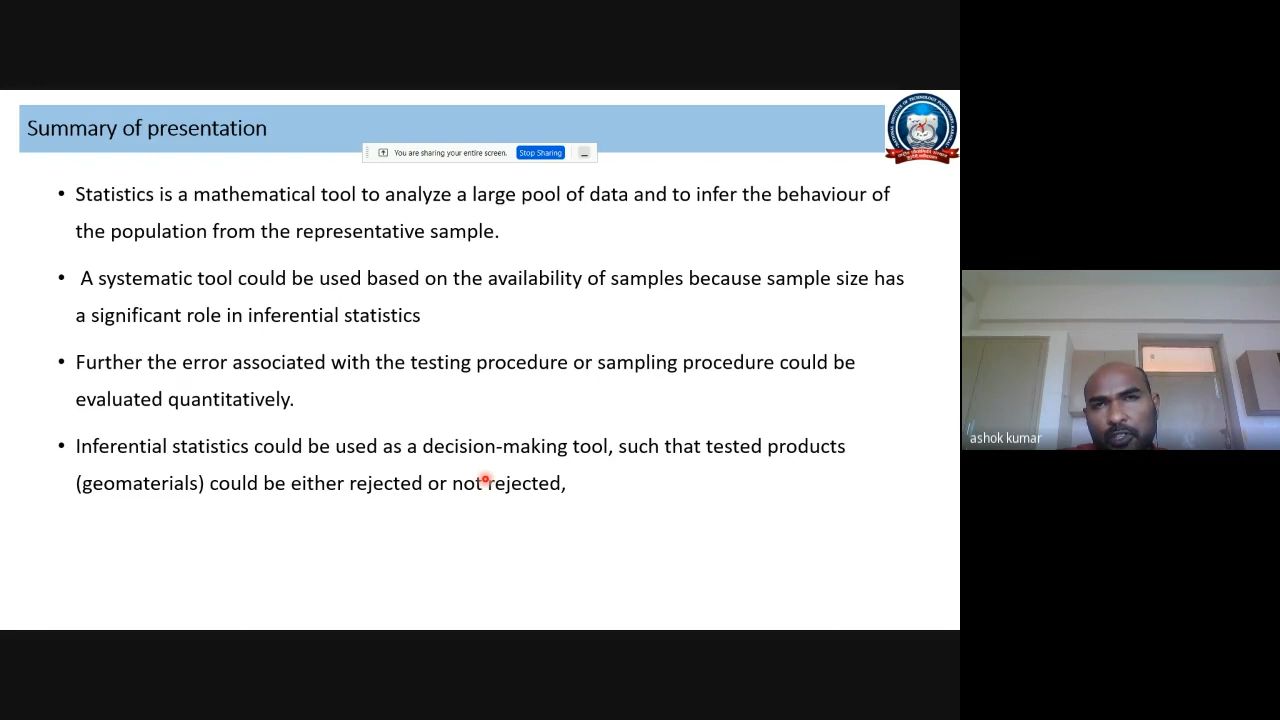 Summary of presentation
You are sharing your entire screen. Stop Sharing
• Statistics is a mathematical tool to analyze a large pool of data and to infer the behaviour of
the population from the representative sample.
• A systematic tool could be used based on the availability of samples because sample size has
a significant role in inferential statistics
• Further the error associated with the testing procedure or sampling procedure could be
evaluated quantitatively.
• Inferential statistics could be used as a decision-making tool, such that tested products
(geomaterials) could be either rejected or not rejected,
ashok kumar